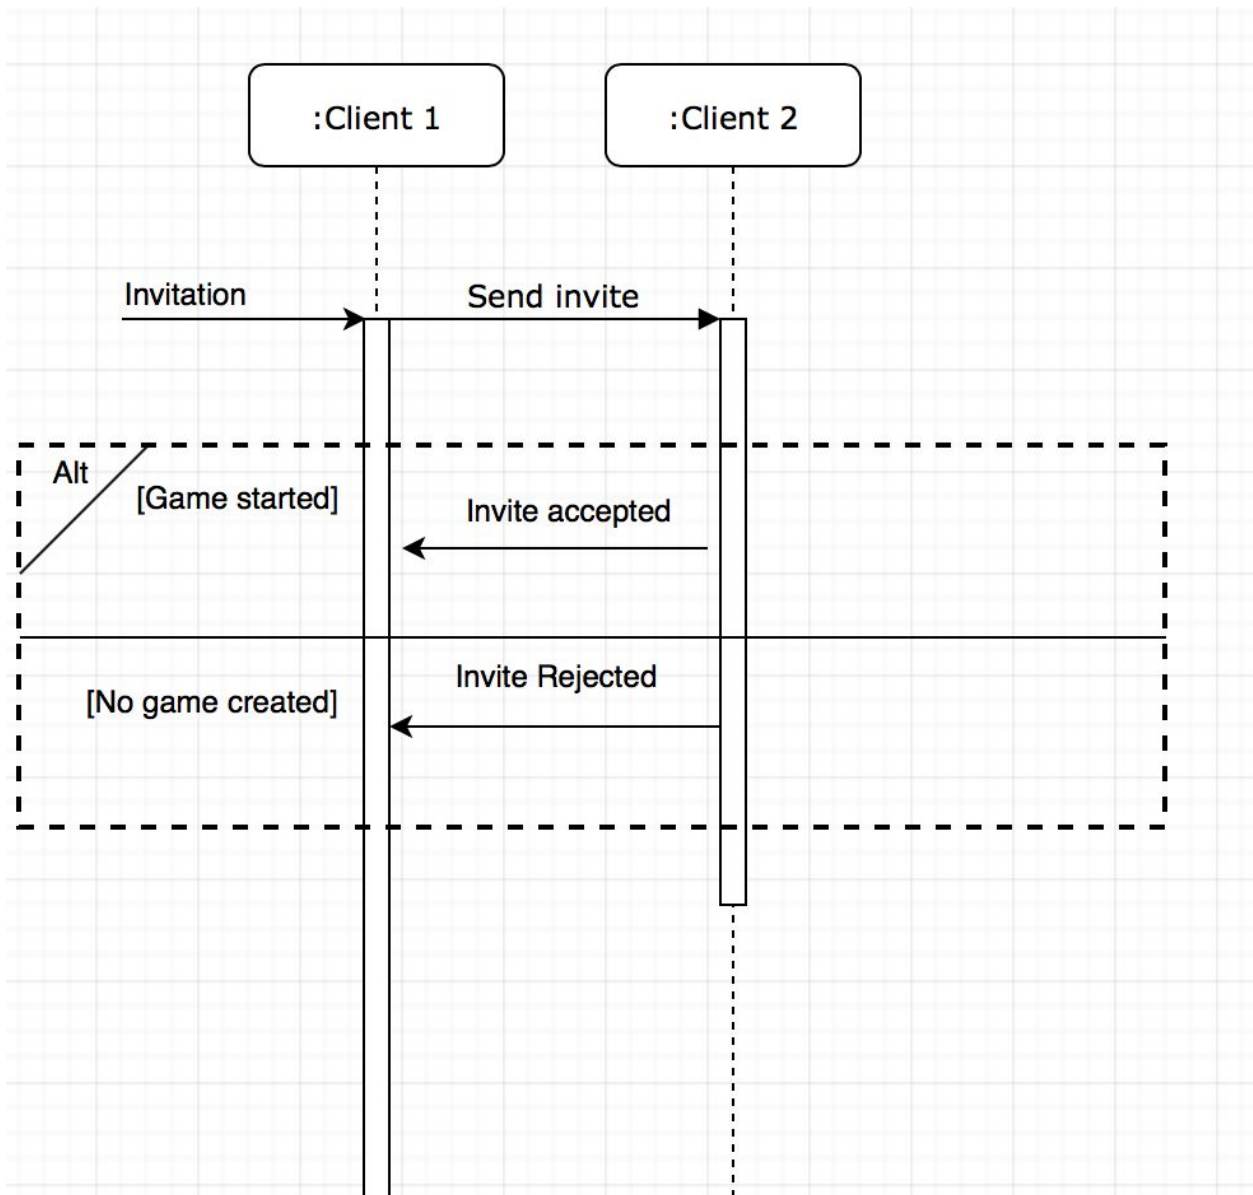 :Client 1
:Client 2
Invitation
Send invite
Alt
[Game started]
Invite accepted
Invite Rejected
[No game created]